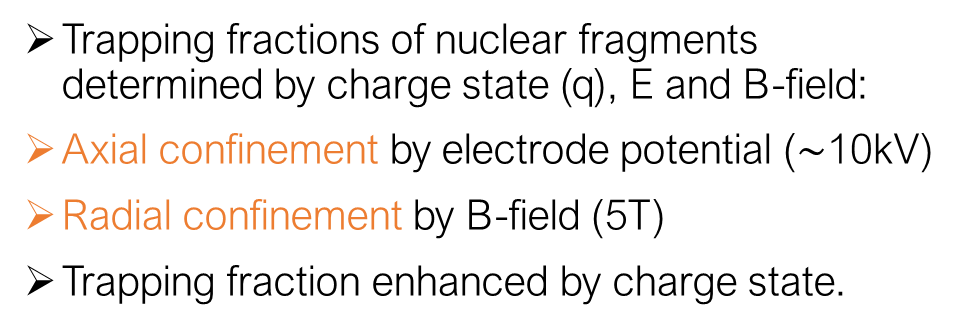 ➢ Trapping fractions of nuclear fragments
determined by charge state (q), E and B-field:
➢ Axial confinement by electrode potential (~10kV)
➢ Radial confinement by B-field (5T)
➢ Trapping fraction enhanced by charge state.